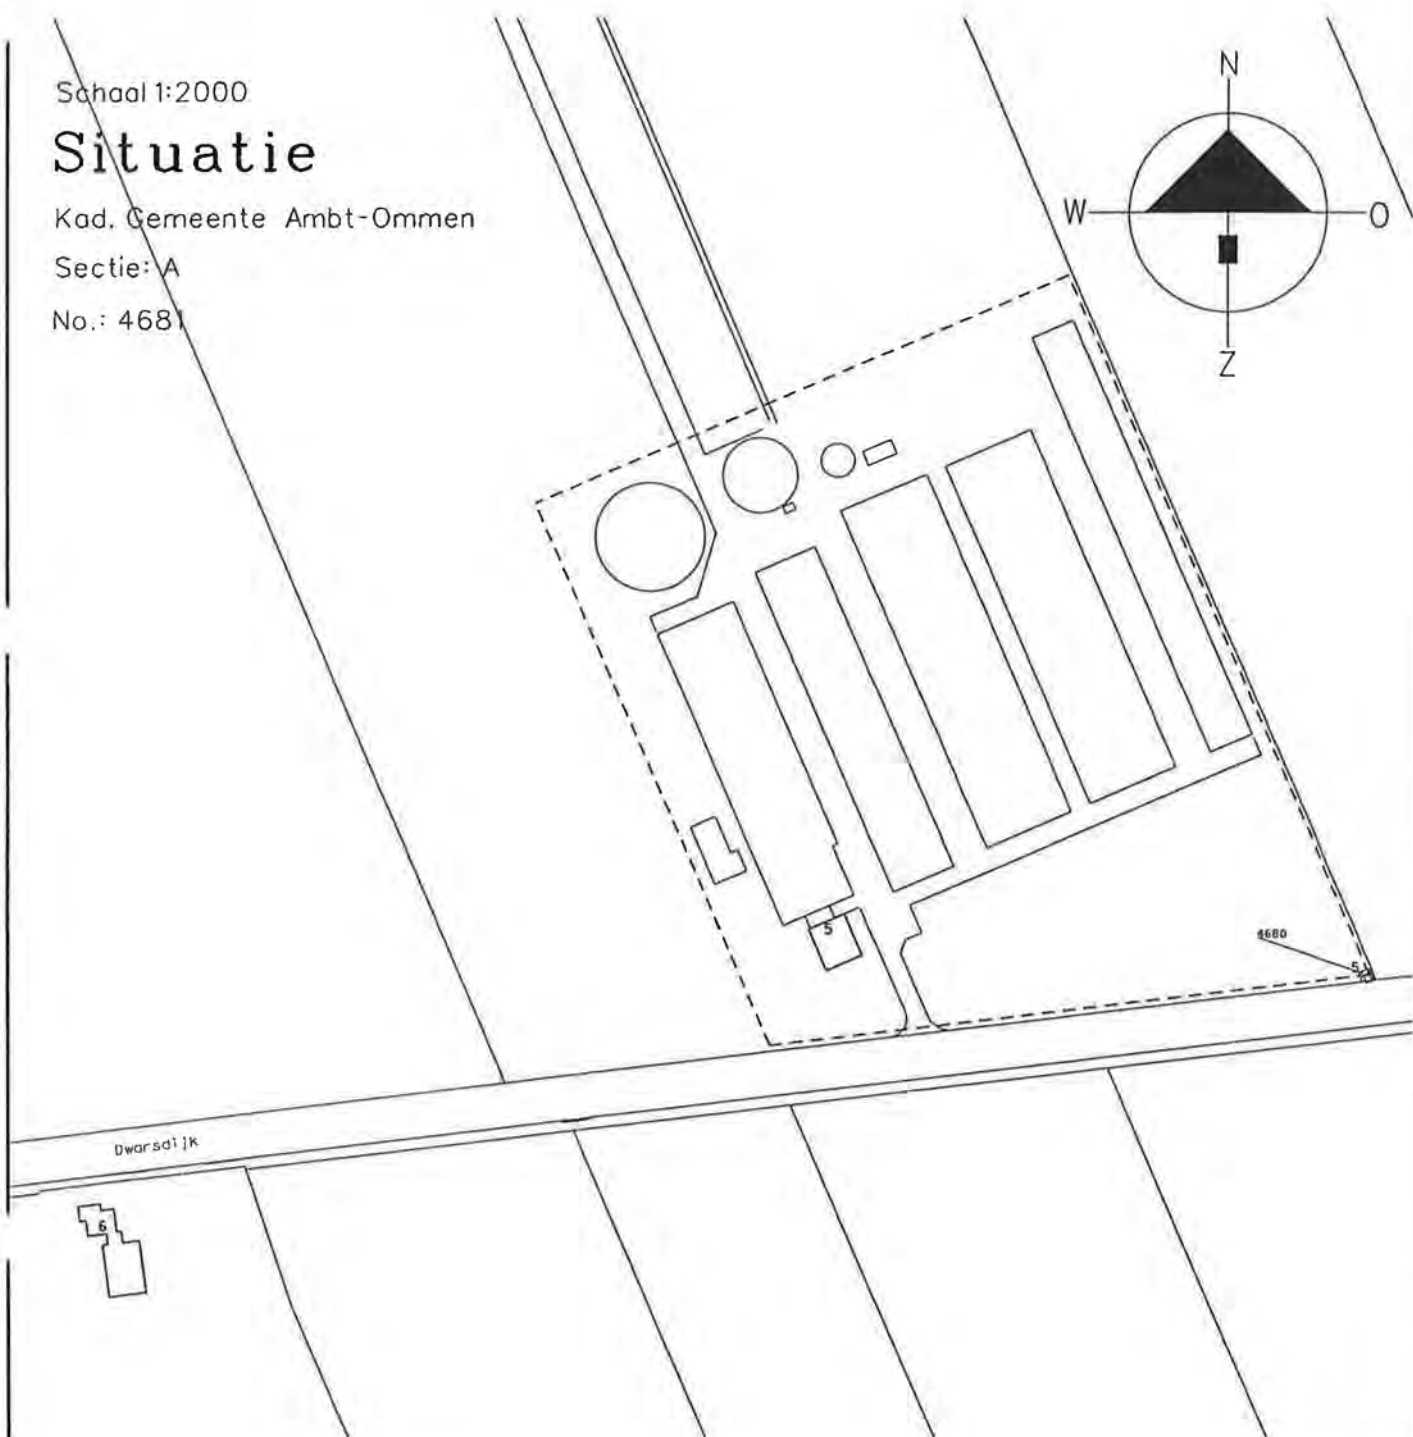 Schaal 1:2000
Situatie
Kad. Gemeente Ambt-Ommen
Sectie: A
No.: 4681
N
W
O
Z
5
4680
5
Dwarsdijk
6